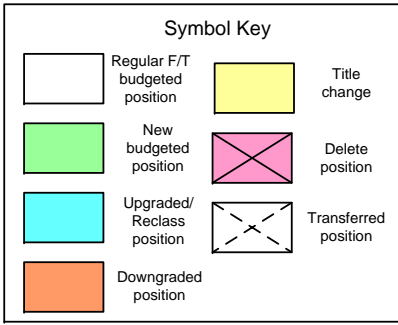 Symbol Key
Regular F/T
budgeted
position
New
budgeted
position
Upgraded/
Reclass
position
Downgraded
position
Title
change
Delete
position
Transferred
position